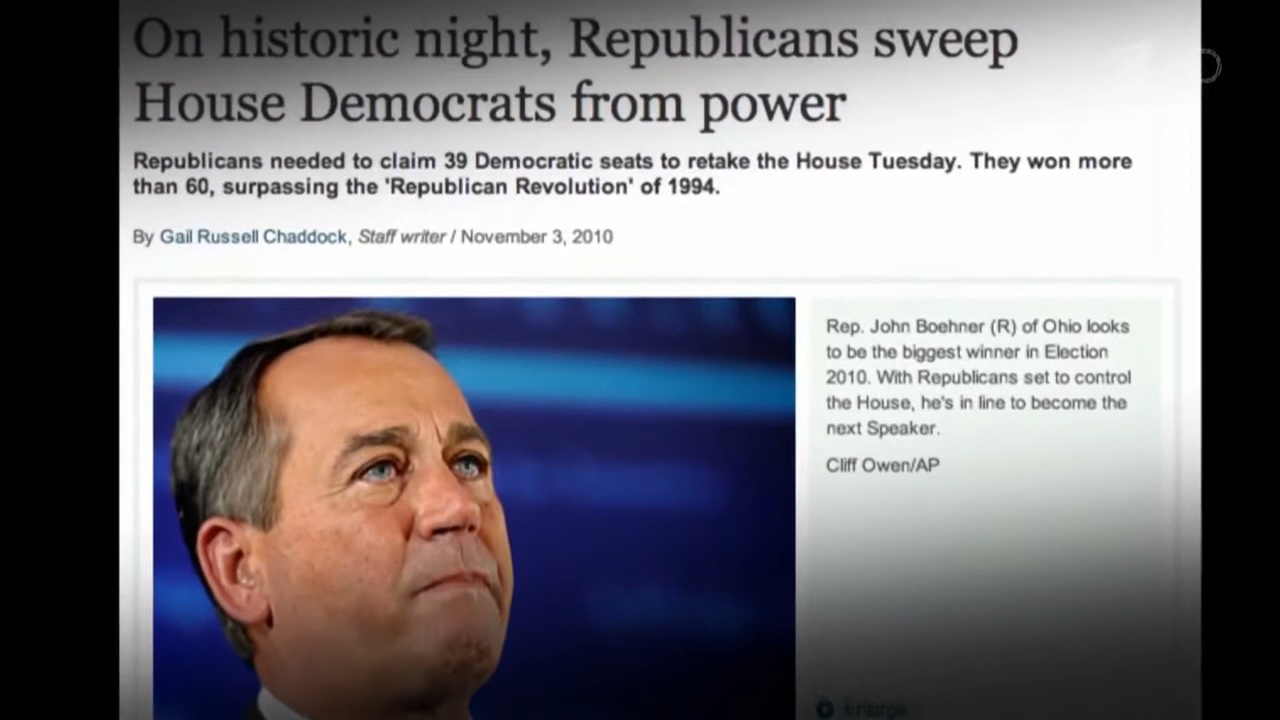 On historic night, Republicans sweep
House Democrats from power
Republicans needed to claim 39 Democratic seats to retake the House Tuesday. They won more
than 60, surpassing the 'Republican Revolution' of 1994.
By Gail Russell Chaddock, Staff writer / November 3, 2010
Rep. John Boehner (R) of Ohio looks
to be the biggest winner in Election
2010. With Republicans set to control
the House, he's in line to become the
next Speaker.
Cliff Owen/AP
Enlarge